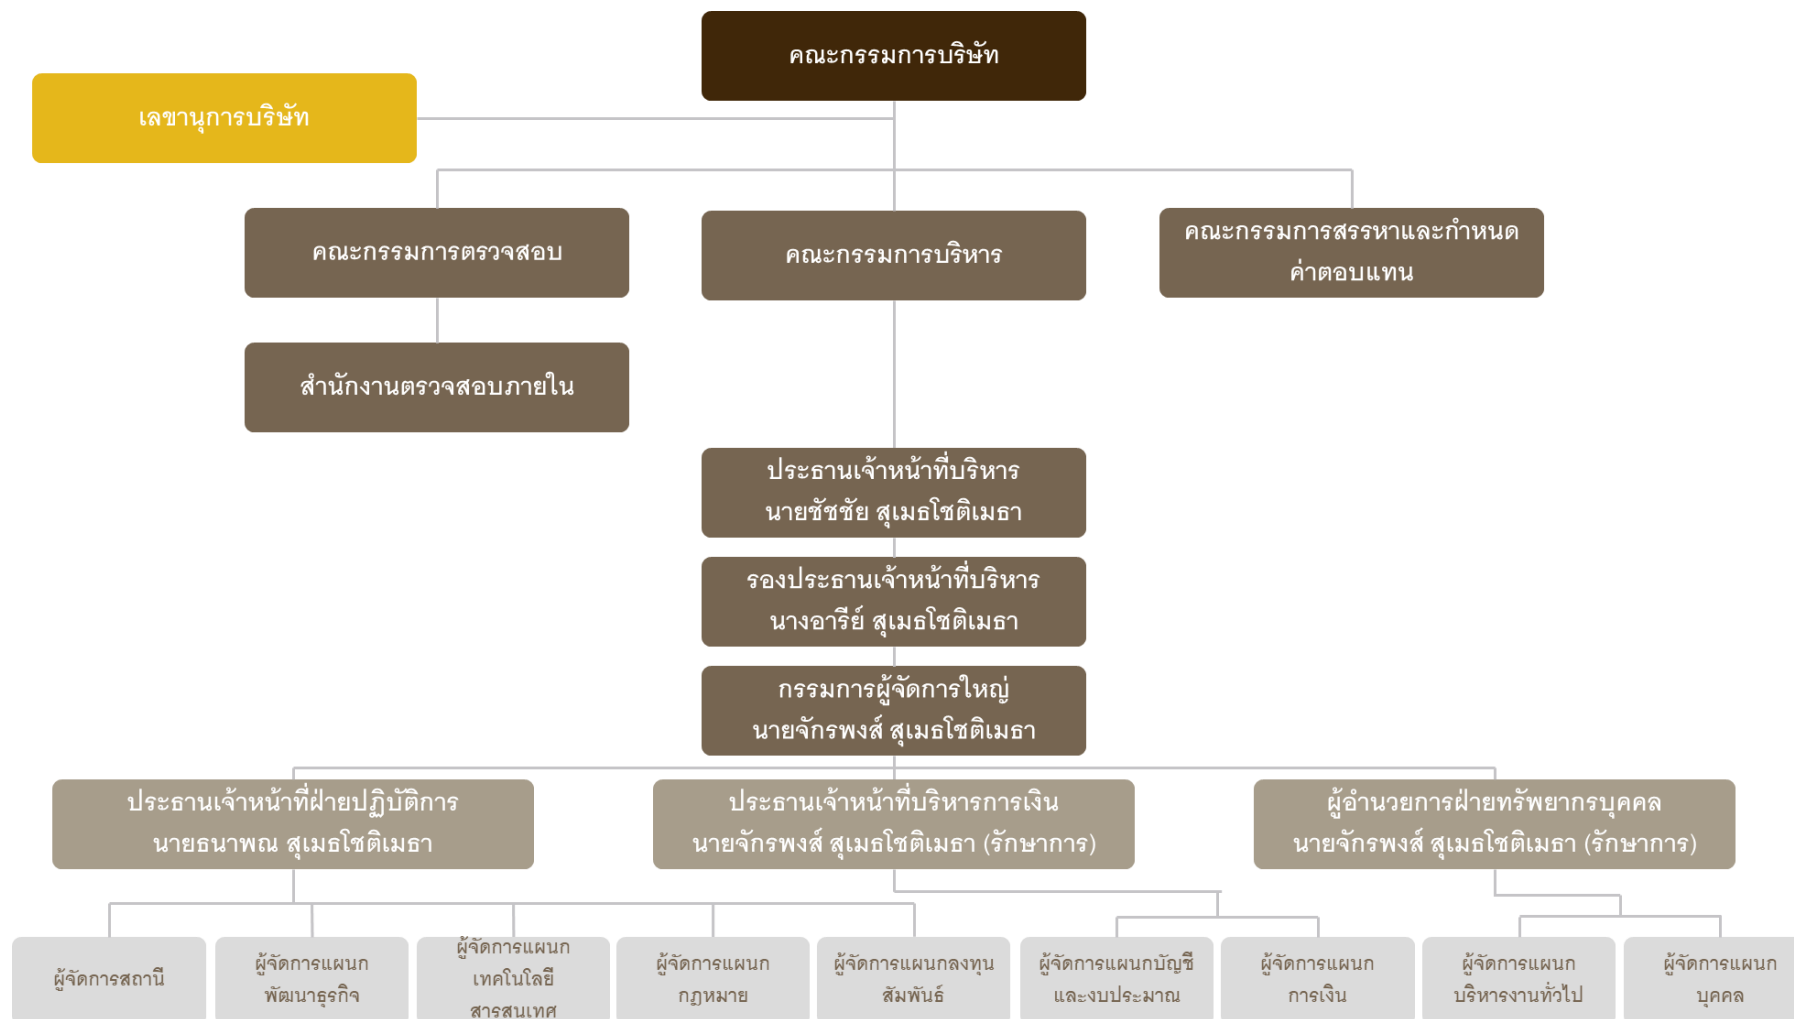 คณะกรรมการบริษัท
เลขานุการบริษัท
คณะกรรมการตรวจสอบ
คณะกรรมการบริหาร
คณะกรรมการสรรหาและกำหนด
ค่าตอบแทน
สำนักงานตรวจสอบภายใน
ประธานเจ้าหน้าที่บริหาร
นายชัชชัย สุเมธโชติเมธา
รองประธานเจ้าหน้าที่บริหาร
นางอารีย์ สุเมธโชติเมธา
กรรมการผู้จัดการใหญ่
นายจักรพงส์ สุเมธโชติเมธา
ประธานเจ้าหน้าที่ฝ่ายปฏิบัติการ
นายธนาพณ สุเมธโชติเมธา
ประธานเจ้าหน้าที่บริหารการเงิน
นายจักรพงส์ สุเมธโชติเมธา (รักษาการ)
ผู้อำนวยการฝ่ายทรัพยากรบุคคล
นายจักรพงส์ สุเมธโชติเมธา (รักษาการ)
ผู้จัดการสถานี
ผู้จัดการแผนก
พัฒนาธุรกิจ
ผู้จัดการแผนก
เทคโนโลยี
สารสนเทศ
ผู้จัดการแผนก
กฎหมาย
ผู้จัดการแผนกลงทุน
สัมพันธ์
ผู้จัดการแผนกบัญชี
และงบประมาณ
ผู้จัดการแผนก
การเงิน
ผู้จัดการแผนก
บริหารงานทั่วไป
ผู้จัดการแผนก
บุคคล